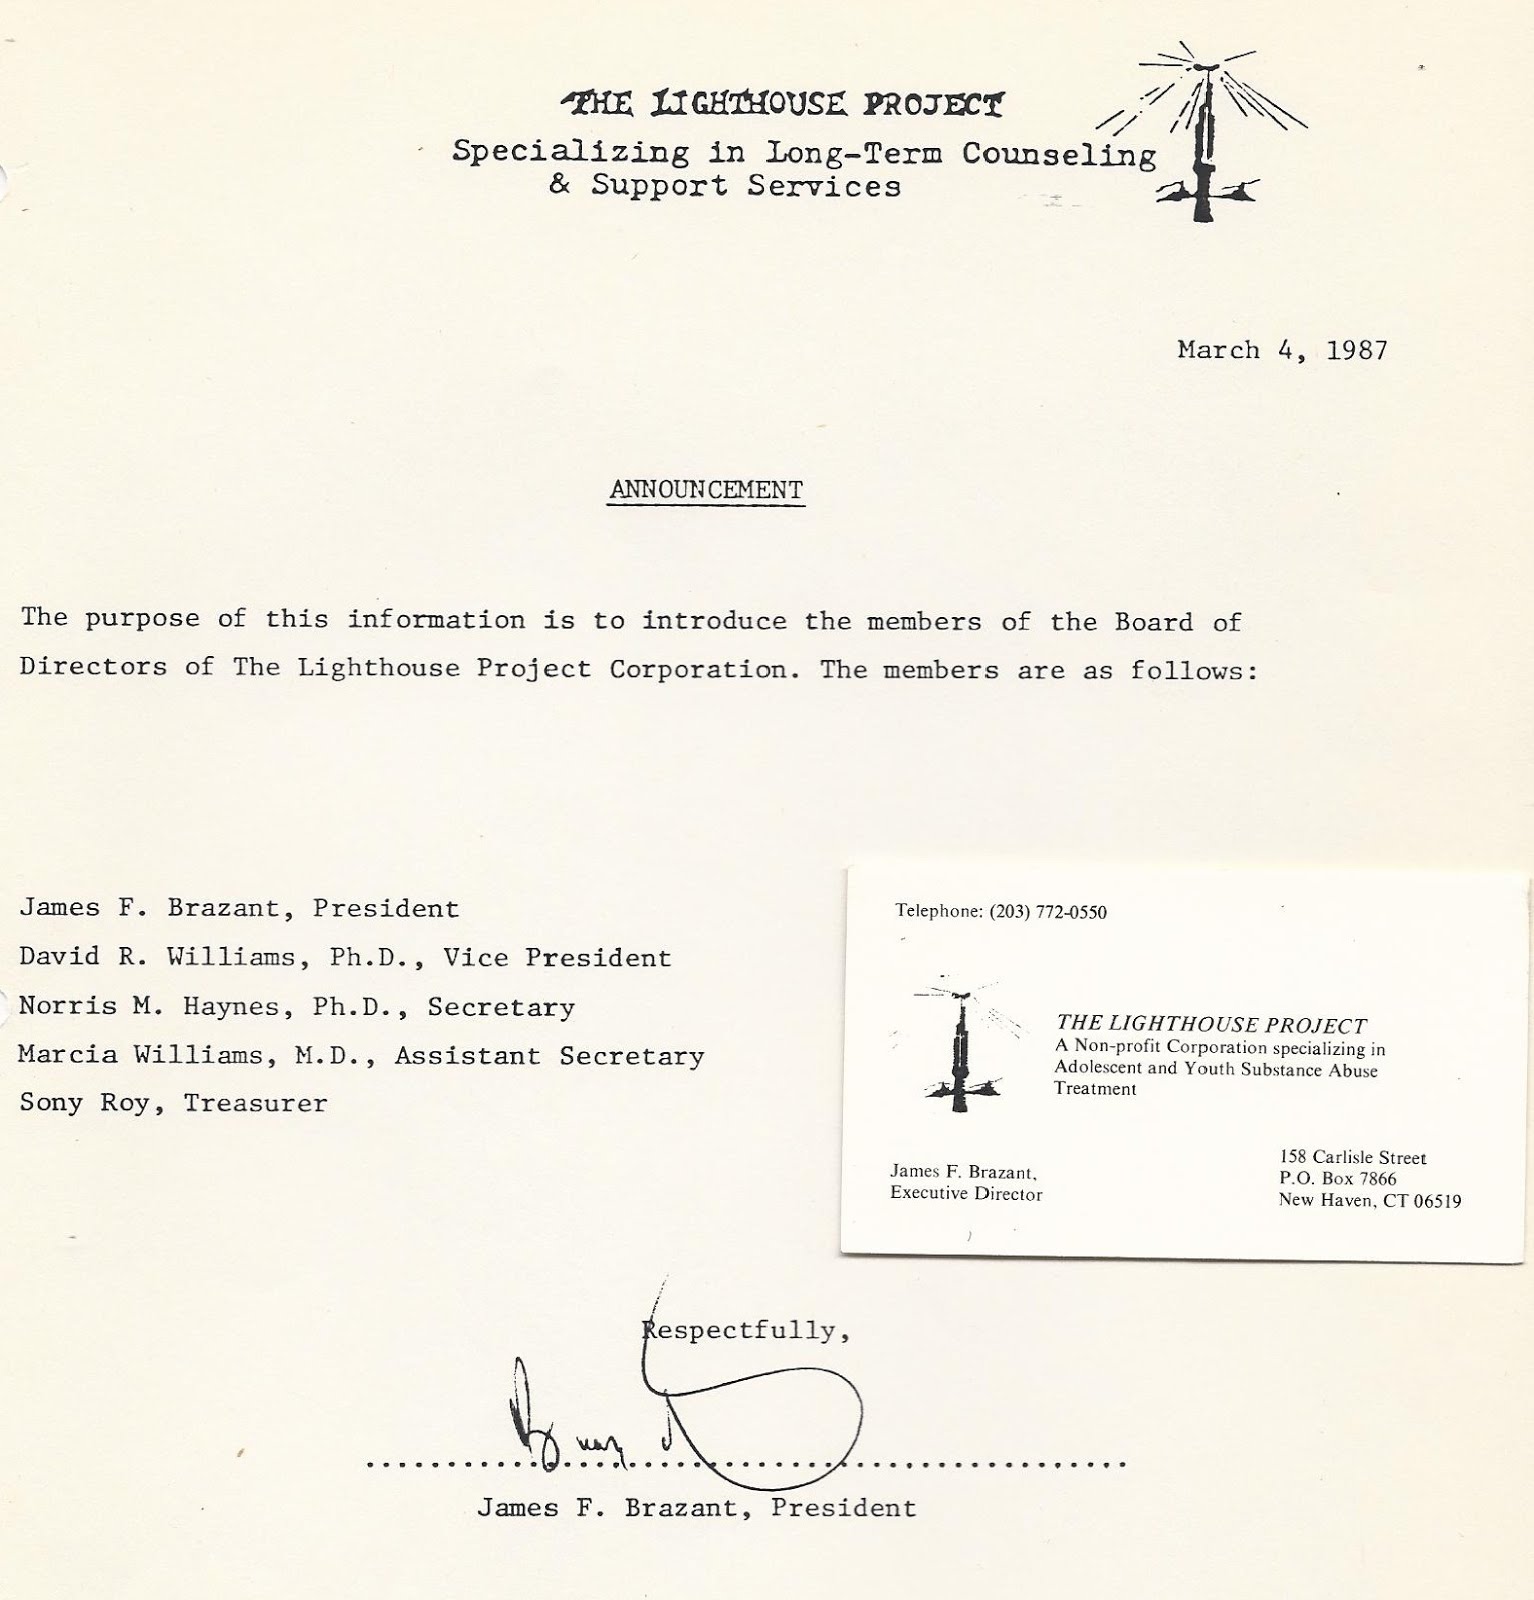 THE LIGHTHOUSE PROJECT
Specializing in Long-Term Counseling
& Support Services
March 4, 1987
ANNOUNCEMENT
The purpose of this information is to introduce the members of the Board of
Directors of The Lighthouse Project Corporation. The members are as follows:
James F. Brazant, President
David R. Williams, Ph.D., Vice President
Norris M. Haynes, Ph.D., Secretary
Marcia Williams, M.D., Assistant Secretary
Sony Roy, Treasurer
Telephone: (203) 772-0550
THE LIGHTHOUSE PROJECT
A Non-profit Corporation specializing in
Adolescent and Youth Substance Abuse
Treatment
James F. Brazant,
Executive Director
158 Carlisle Street
P.O. Box 7866
New Haven, CT 06519
Respectfully,
James F. Brazant, President